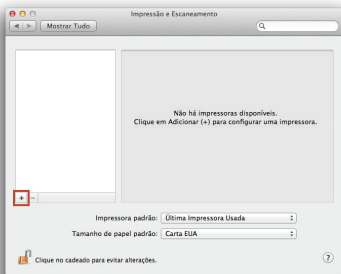 Impressão e Escaneamento
Mostrar Tudo
Não há impressoras disponíveis.
Clique em Adicionar (+) para configurar uma impressora.
+ −
Impressora padrão: Última Impressora Usada
Tamanho de papel padrão: Carta EUA
Clique no cadeado para evitar alterações.
?